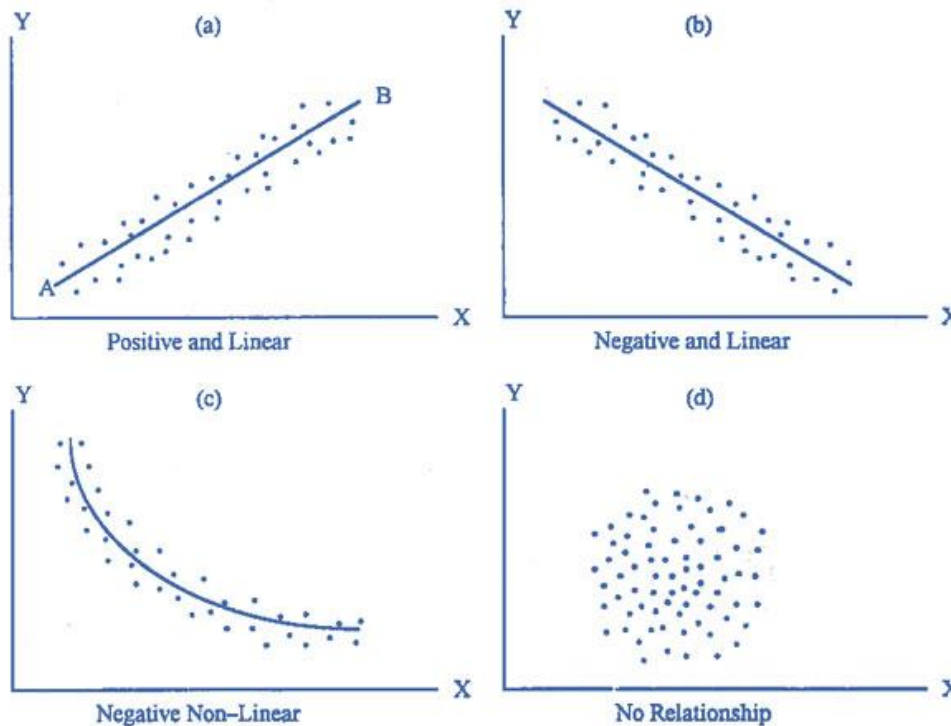 Y
(a)
B
A
X
Positive and Linear
Y
(b)
X
Negative and Linear
Y
(c)
X
Negative Non-Linear
Y
(d)
X
No Relationship